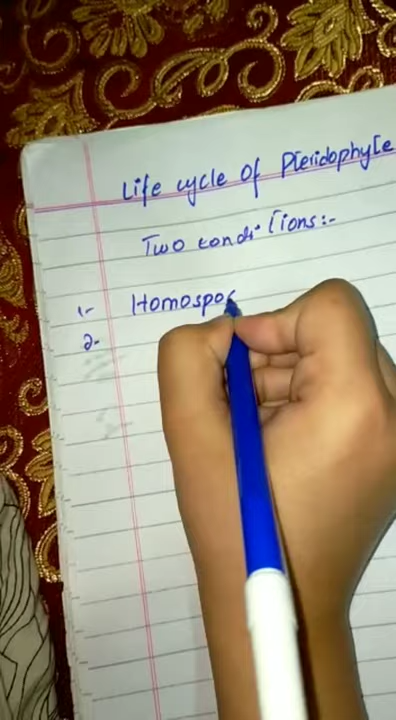 Life cycle of Pteridophyte
Two conditions:-
1- Homospor
2-